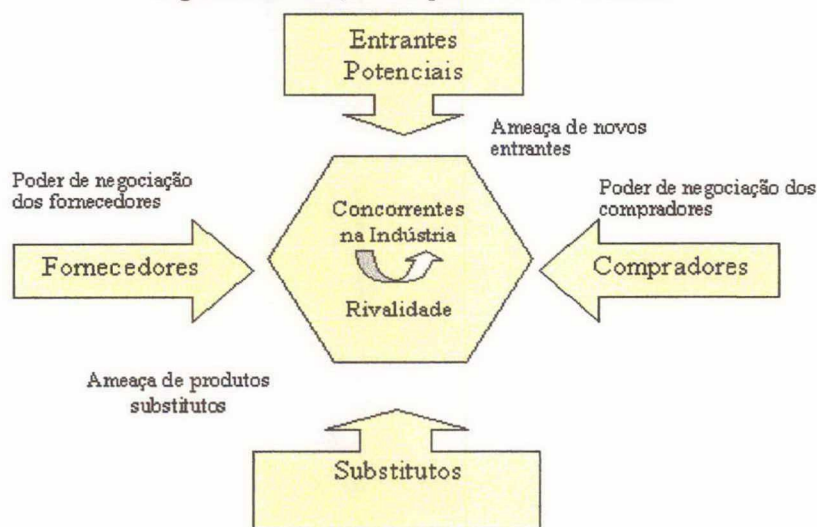 Entrantes
Potenciais
Ameaça de novos
entrantes
Poder de negociação
dos fornecedores
Poder de negociação dos
compradores
Concorrentes
na Indústria
Rivalidade
Fornecedores
Compradores
Ameaça de produtos
substitutos
Substitutos